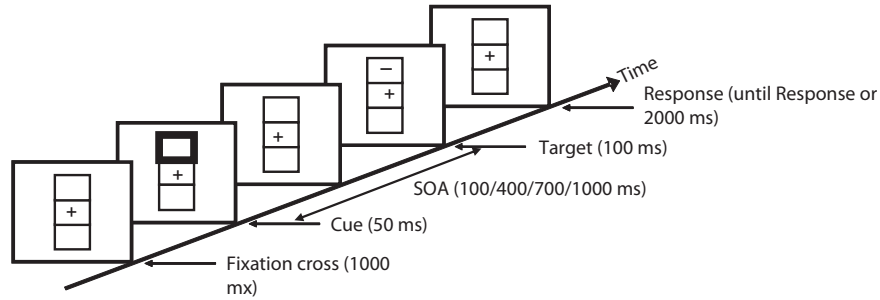 +
−
+
+
+
+
Time
Response (until Response or
2000 ms)
Target (100 ms)
SOA (100/400/700/1000 ms)
Cue (50 ms)
Fixation cross (1000
mx)